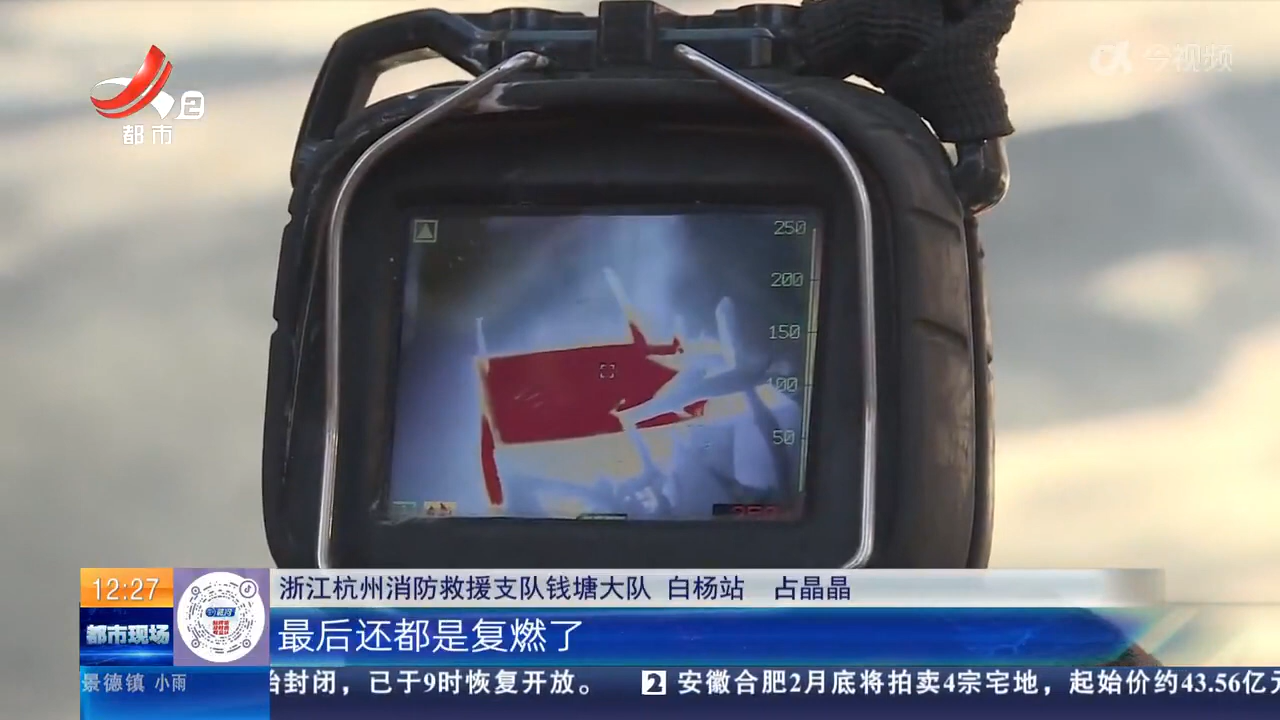 2
都市
今视频
250
200
150
100
50
12:27
浙江杭州消防救援支队钱塘大队 白杨站 占晶晶
都市现场
最后还都是复燃了
景德镇 小雨
封闭，已于9时恢复开放。 2 安徽合肥2月底将拍卖4宗宅地，起始价约43.56亿